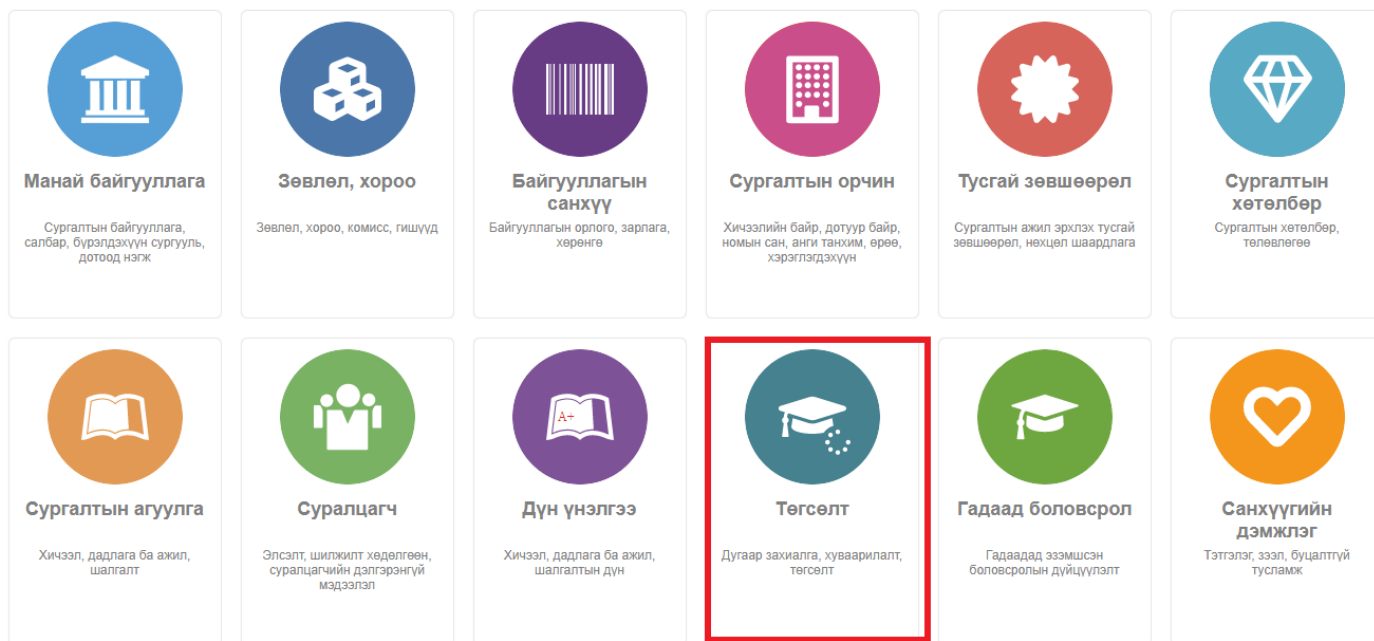 Манай байгууллага
Сургалтын байгууллага,
салбар, бүрэлдэхүүн сургууль,
дотоод нэгж
Зөвлөл, хороо
Зөвлөл, хороо, комисс, гишүүд
Байгууллагын
санхүү
Байгууллагын орлого, зарлага,
хөрөнгө
Сургалтын орчин
Хичээлийн байр, дотуур байр,
номын сан, анги танхим, өрөө,
хэрэглэгдэхүүн
Тусгай зөвшөөрөл
Сургалтын ажил эрхлэх тусгай
зөвшөөрөл, нөхцөл шаардлага
Сургалтын
хөтөлбөр
Сургалтын хөтөлбөр,
төлөвлөгөө
Сургалтын агуулга
Хичээл, дадлага ба ажил,
шалгалт
Суралцагч
Элсэлт, шилжилт хөдөлгөөн,
суралцагчийн дэлгэрэнгүй
мэдээлэл
A+
Дүн үнэлгээ
Хичээл, дадлага ба ажил,
шалгалтын дүн
Төгсөлт
Дугаар захиалга, хуваарилалт,
төгсөлт
Гадаад боловсрол
Гадаадад эзэмшсэн
боловсролын дүйцүүлэлт
Санхүүгийн
дэмжлэг
Тэтгэлэг, зээл, буцалтгүй
тусламж